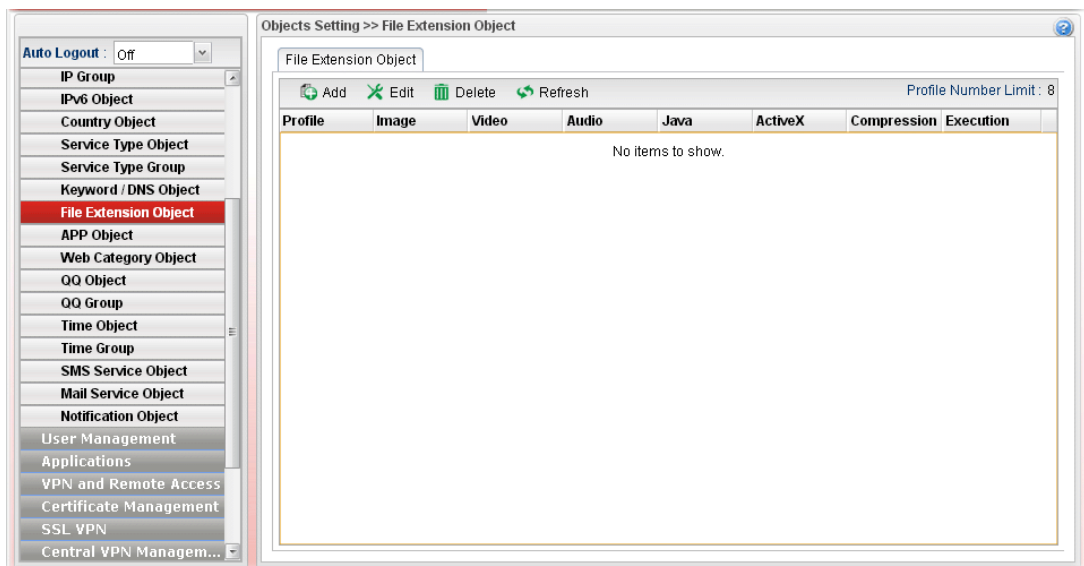 Objects Setting >> File Extension Object
Auto Logout : Off
IP Group
IPv6 Object
Country Object
Service Type Object
Service Type Group
Keyword / DNS Object
File Extension Object
APP Object
Web Category Object
QQ Object
QQ Group
Time Object
Time Group
SMS Service Object
Mail Service Object
Notification Object
User Management
Applications
VPN and Remote Access
Certificate Management
SSL VPN
Central VPN Managem...
File Extension Object
Add Edit Delete Refresh Profile Number Limit : 8
Profile Image Video Audio Java ActiveX Compression Execution
No items to show.